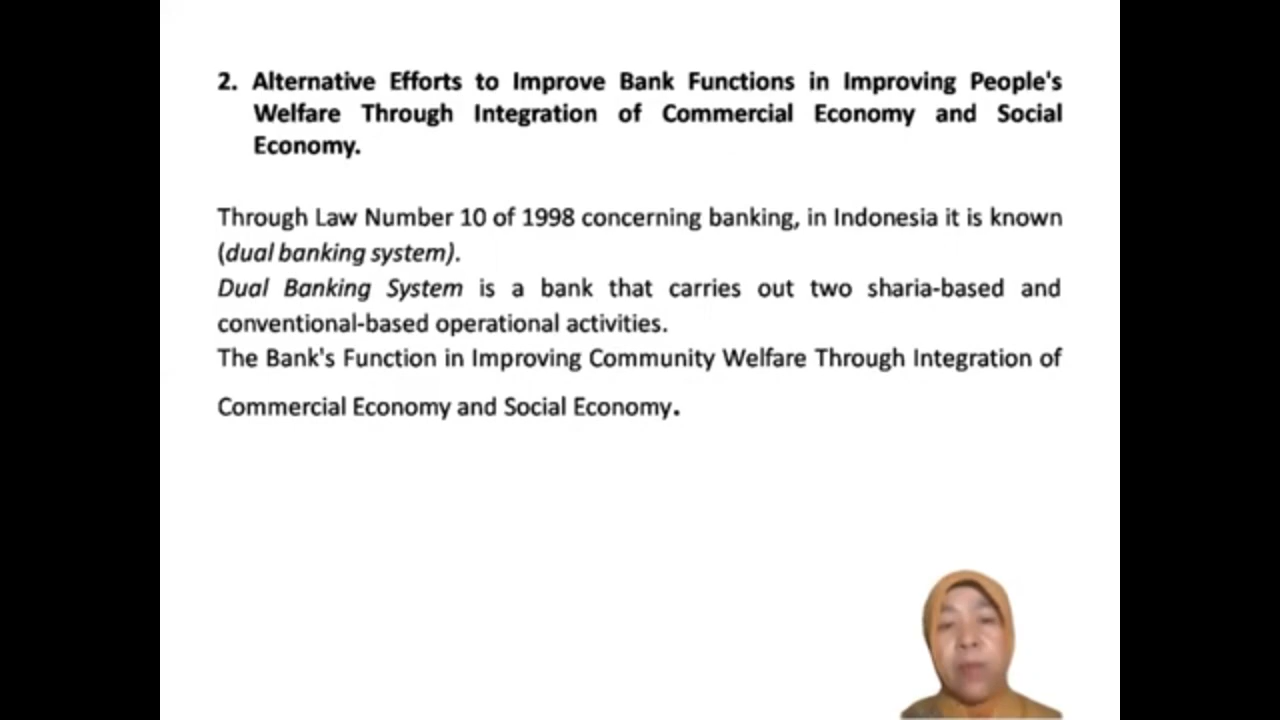 2. Alternative Efforts to Improve Bank Functions in Improving People's
Welfare Through Integration of Commercial Economy and Social
Economy.
Through Law Number 10 of 1998 concerning banking, in Indonesia it is known
(dual banking system).
Dual Banking System is a bank that carries out two sharia-based and
conventional-based operational activities.
The Bank's Function in Improving Community Welfare Through Integration of
Commercial Economy and Social Economy.